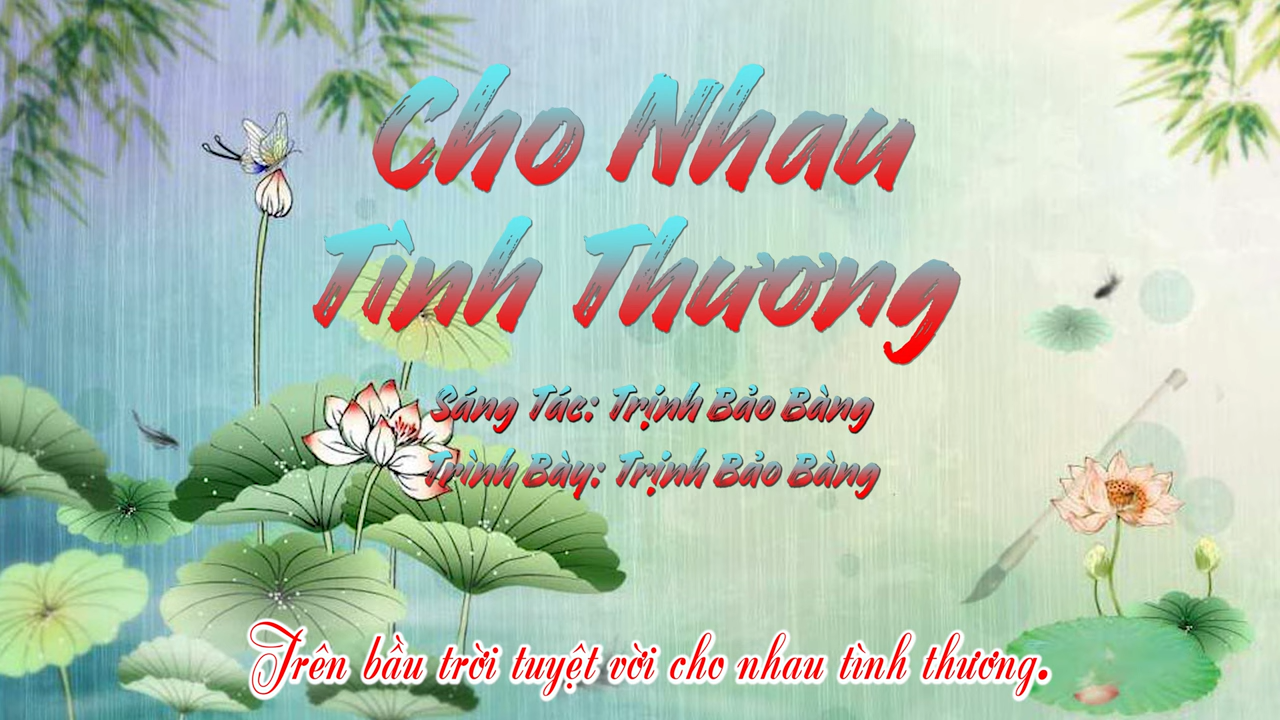 Cho Nhau
Tình Thương
Sáng Tác: Trịnh Bảo Bàng
Trình Bày: Trịnh Bảo Bàng
Trên bầu trời tuyệt vời cho nhau tình thương.